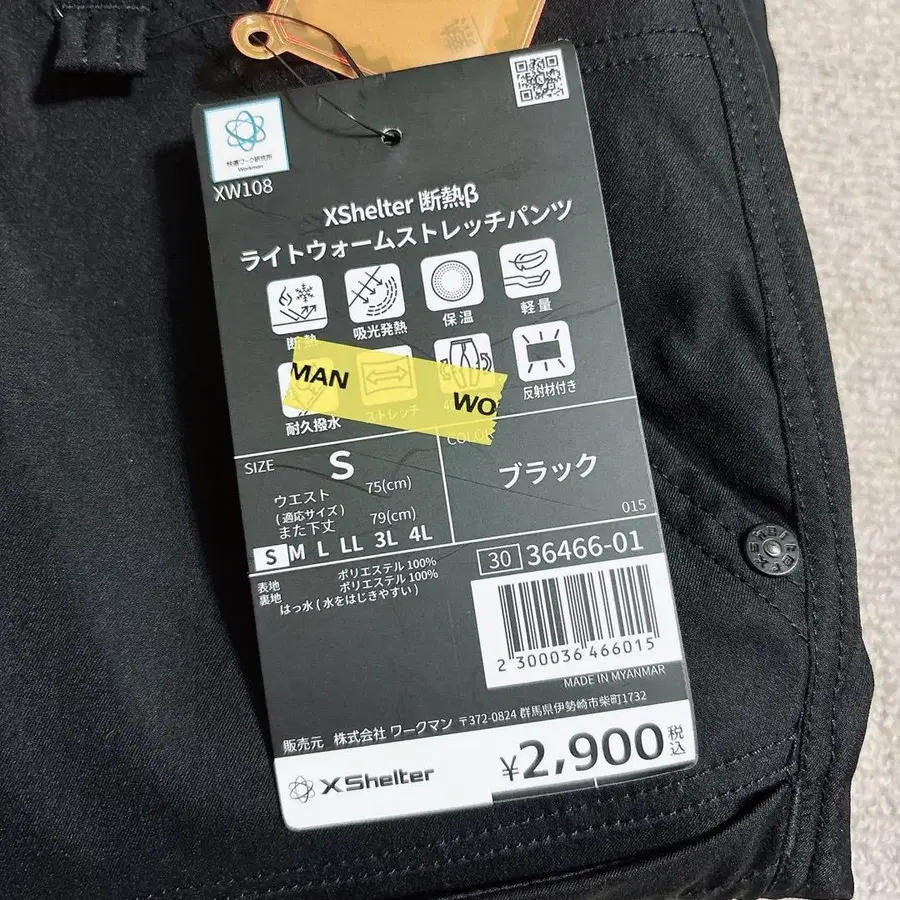 快適ワーク研究所
Workman
XW108
XShelter 断熱β
ライトウォームストレッチパンツ
断熱
吸光発熱
保温
軽量
耐久撥水
ストレッチ
反射材付き
MAN
WO
COLOR
SIZE
S
ウエスト 75(cm)
(適応サイズ)
また下丈 79(cm)
S M L LL 3L 4L
ブラック
015
表地 ポリエステル 100%
裏地 ポリエステル 100%
はっ水 (水をはじきやすい)
30 36466-01
2 300036 466015
MADE IN MYANMAR
販売元 株式会社 ワークマン 〒372-0824 群馬県伊勢崎市柴町1732
XShelter
¥2,900 税込